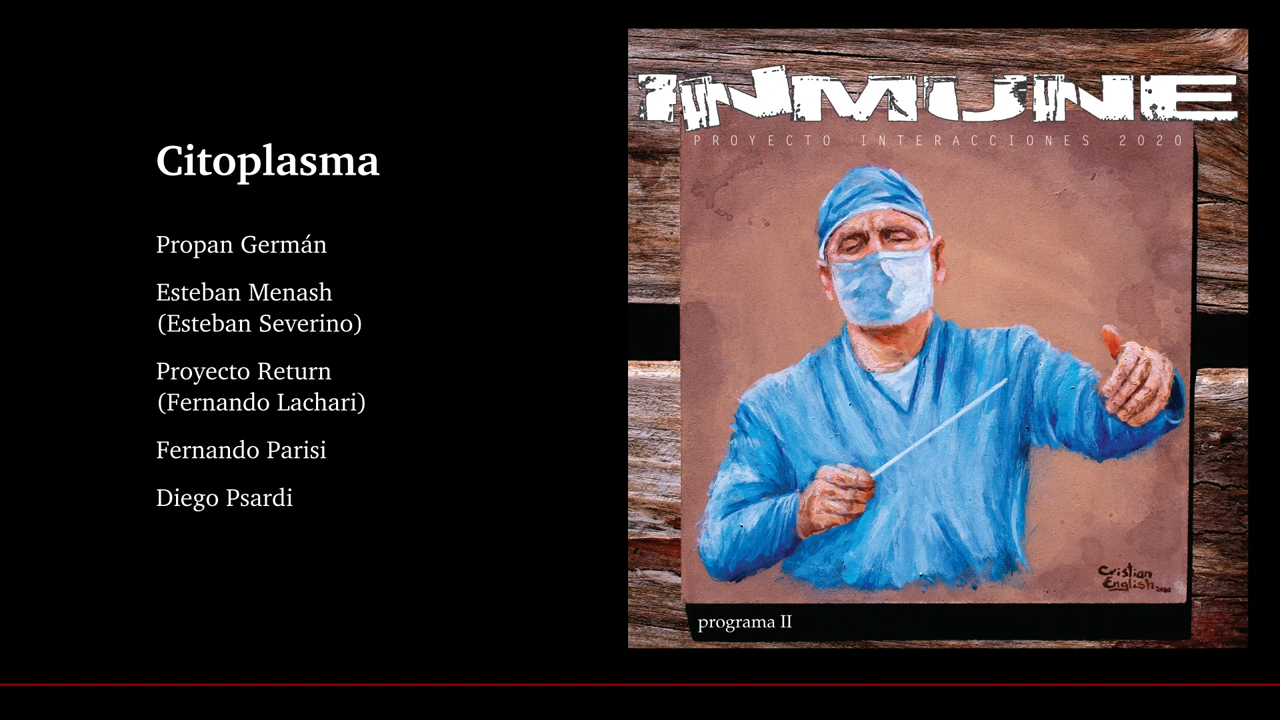 Citoplasma
Propan Germán
Esteban Menash
(Esteban Severino)
Proyecto Return
(Fernando Lachari)
Fernando Parisi
Diego Psardi
INMUNE
PROYECTO INTERACCIONES 2020
Cristian
English 2020
programa II